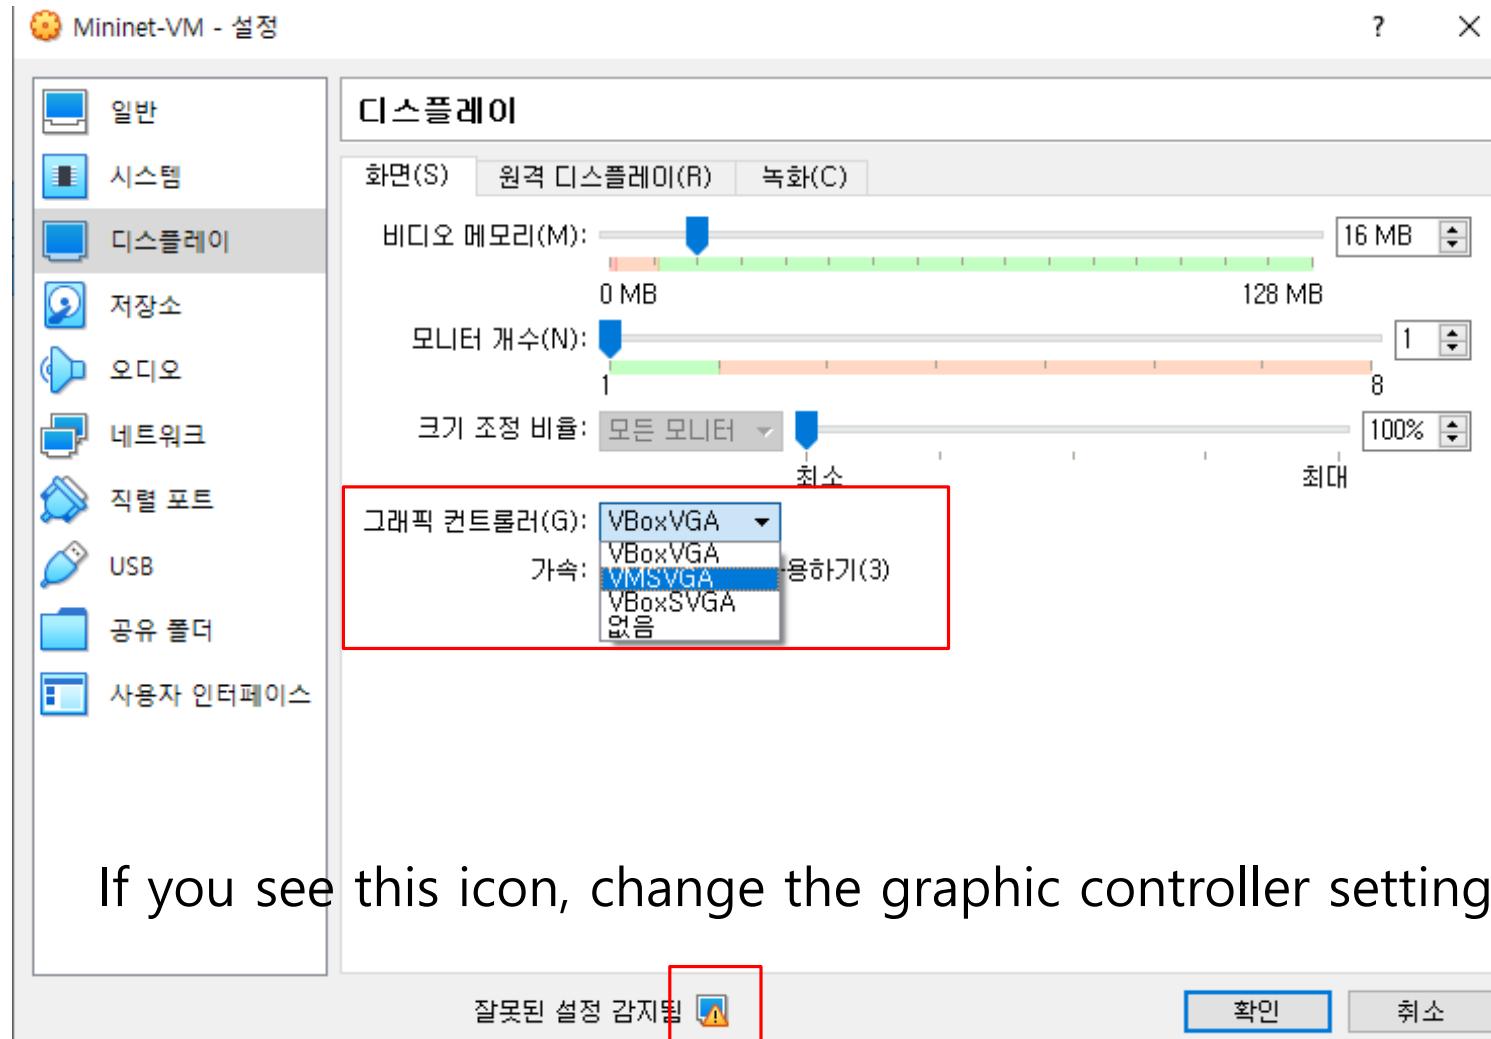 Mininet-VM - 설정
?
일반
시스템
디스플레이
저장소
오디오
네트워크
직렬 포트
USB
공유 폴더
사용자 인터페이스
디스플레이
화면(S) 원격 디스플레이(R) 녹화(C)
비디오 메모리(M): 16 MB
0 MB 128 MB
모니터 개수(N): 1
1 8
크기 조정 비율: 모든 모니터 100%
최소 최대
그래픽 컨트롤러(G): VBoxVGA
VBoxVGA
가속: 용하기(3)
VMSVGA
VBoxSVGA
없음
If you see this icon, change the graphic controller setting
잘못된 설정 감지됨
확인 취소